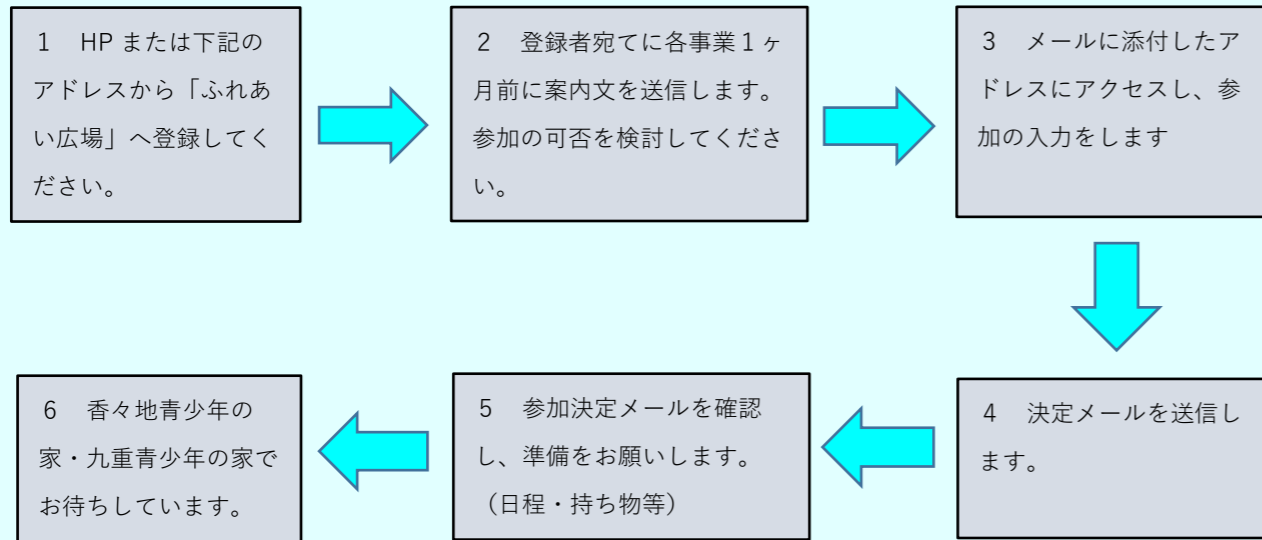 1 HP または下記の
アドレスから「ふれあ
い広場」へ登録してく
ださい。
2 登録者宛てに各事業1ヶ
月前に案内文を送信します。
参加の可否を検討してくださ
い。
3 メールに添付したア
ドレスにアクセスし、参
加の入力をします
4 決定メールを送信し
ます。
5 参加決定メールを確認
し、準備をお願いします。
（日程・持ち物等）
6 香々地青少年の
家・九重青少年の家で
お待ちしています。